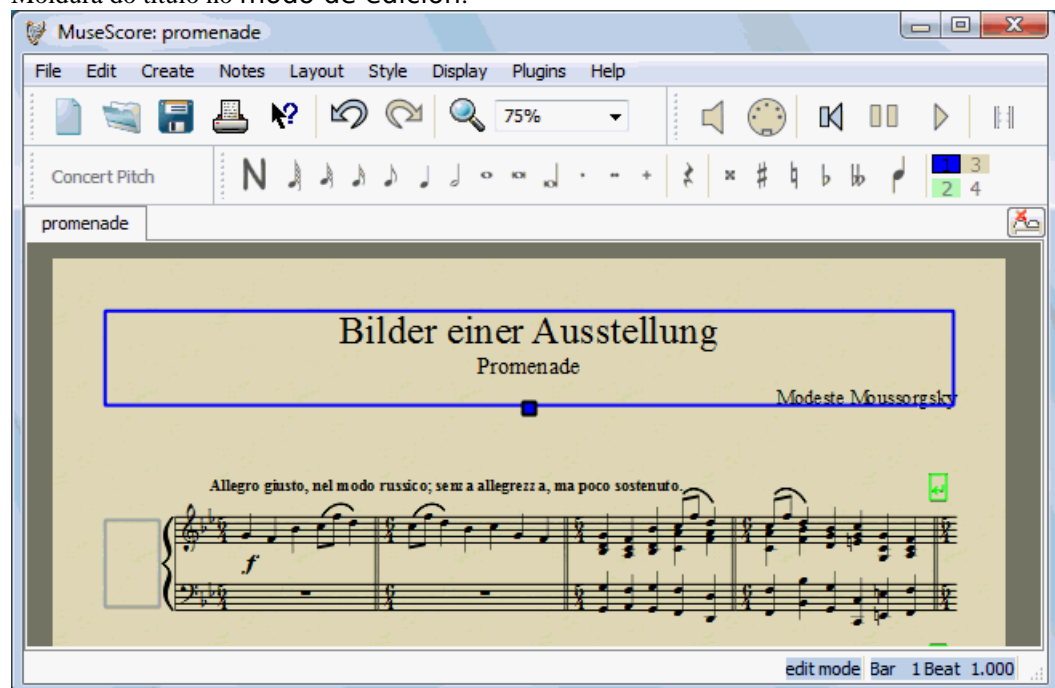 Moldura do título no modo de edición.
MuseScore: promenade
File Edit Create Notes Layout Style Display Plugins Help
75%
Concert Pitch
N
1 3
2 4
promenade
Bilder einer Ausstellung
Promenade
Modeste Moussorgsky
Allegro giusto, nel modo russico; senza allegrezza, ma poco sostenuto.
f
edit mode Bar 1 Beat 1.000